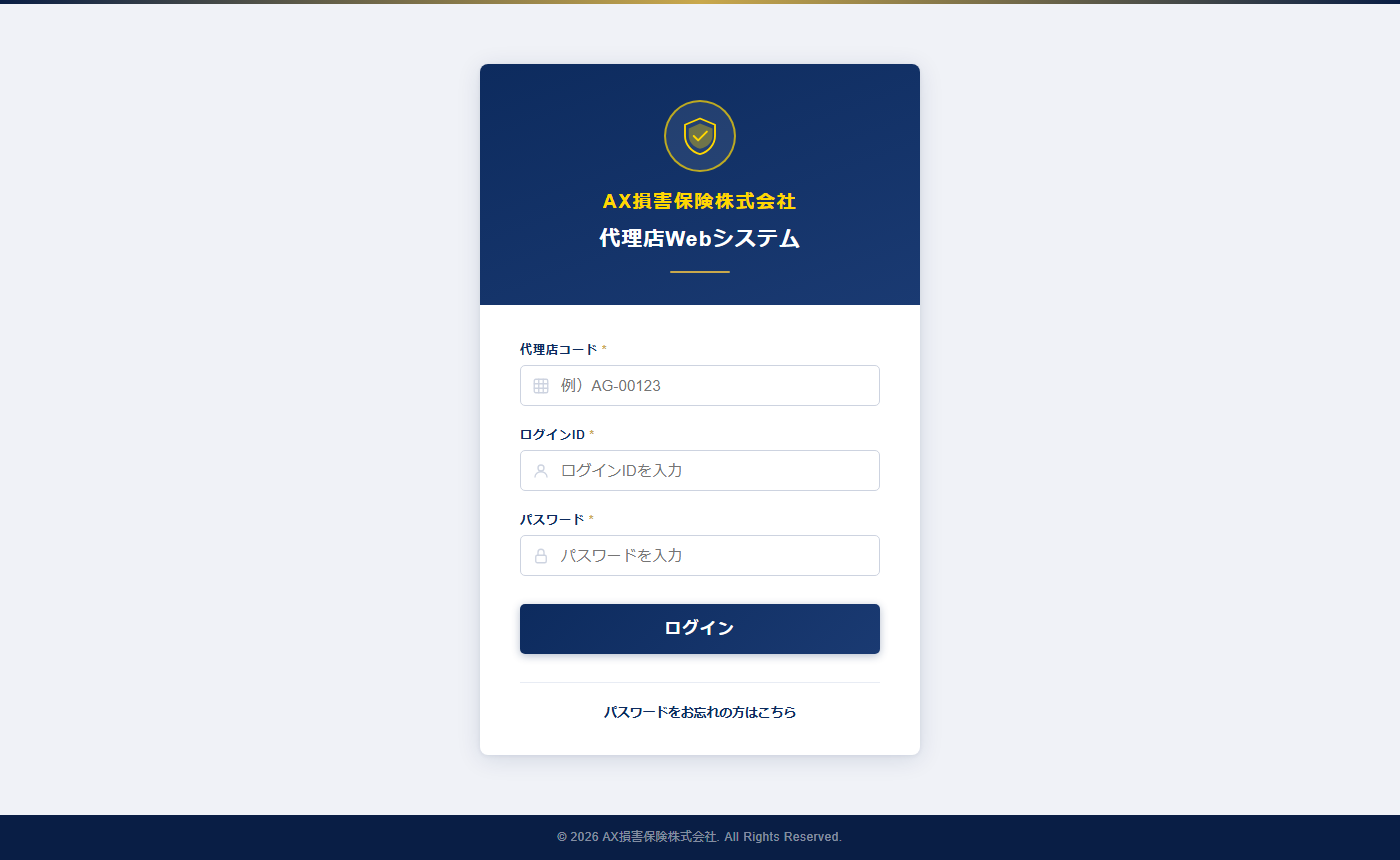 AX損害保険株式会社
代理店Webシステム
代理店コード *
例）AG-00123
ログインID *
ログインIDを入力
パスワード *
パスワードを入力
ログイン
パスワードをお忘れの方はこちら
© 2026 AX損害保険株式会社. All Rights Reserved.